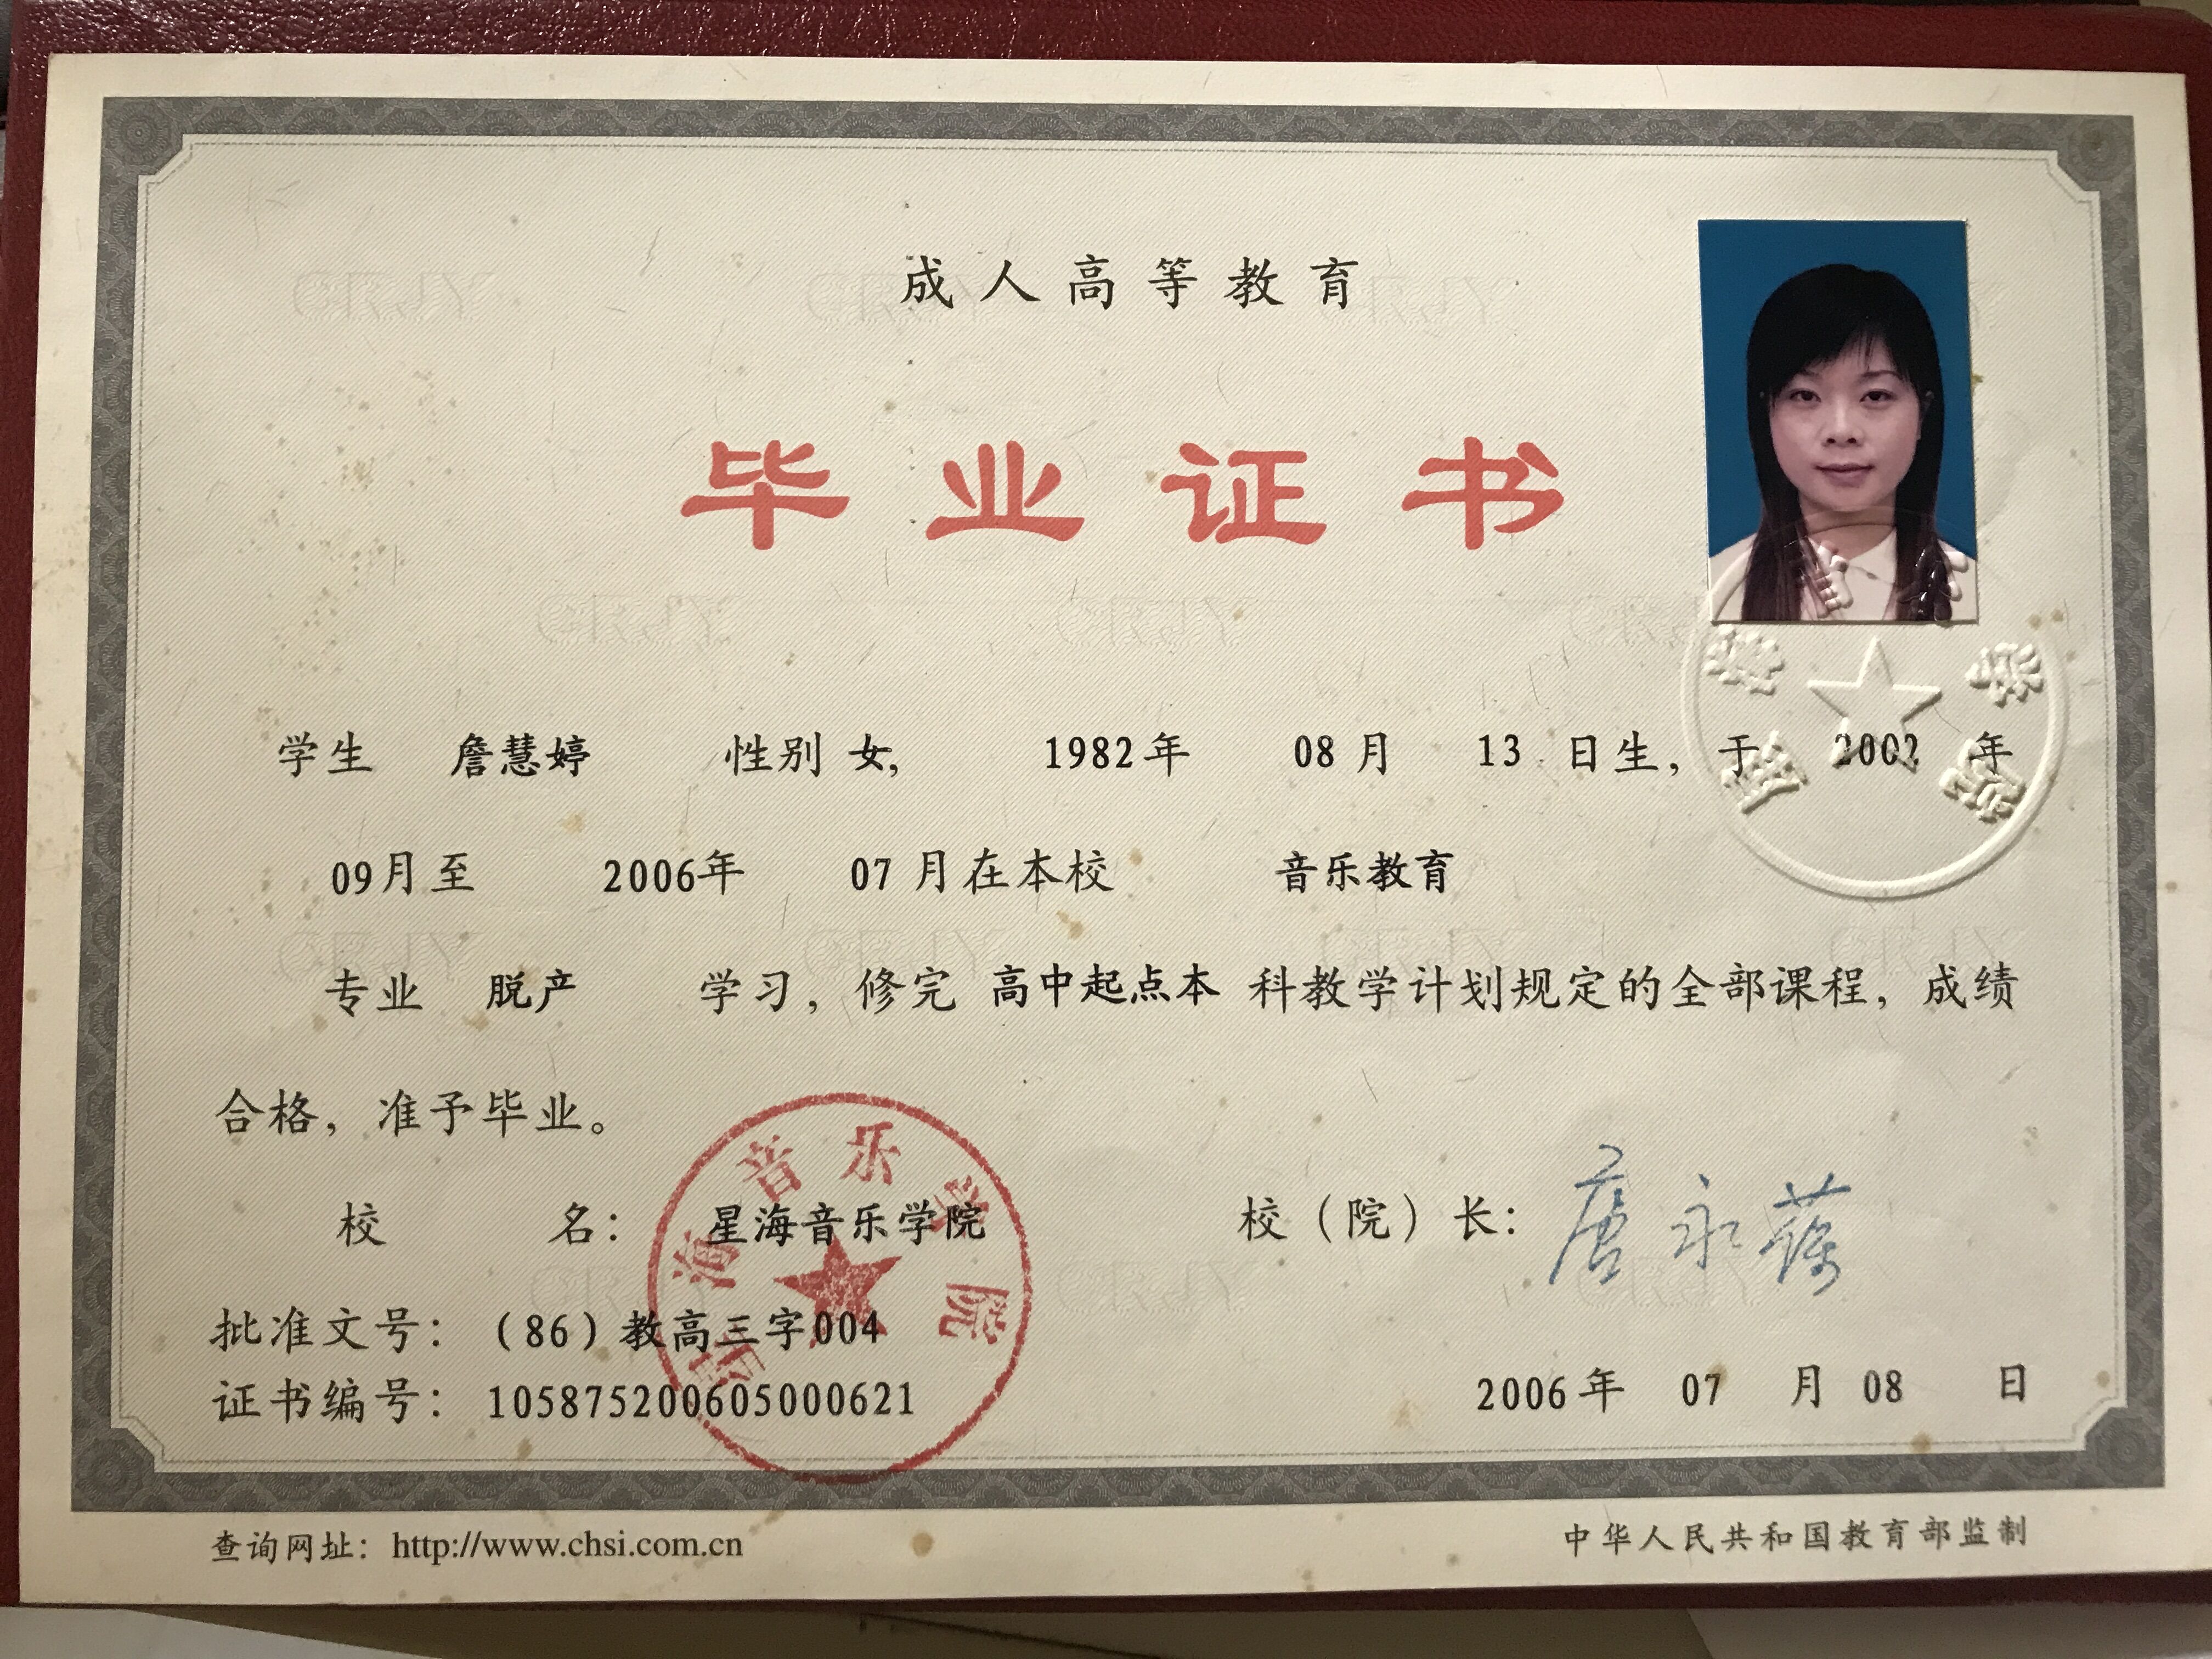 成人高等教育
毕业证书
学生 詹慧婷 性别 女, 1982年 08月 13 日生，于 2002 年
09月至 2006年 07 月在本校 音乐教育
专业 脱产 学习，修完 高中起点本 科教学计划规定的全部课程，成绩
合格，准予毕业。
校 名： 星海音乐学院
校（院）长： 唐永葆
批准文号：（86）教高三字004
证书编号： 105875200605000621
2006年 07 月 08 日
星海音乐学院
星海音乐学院
查询网址：http://www.chsi.com.cn
中华人民共和国教育部监制